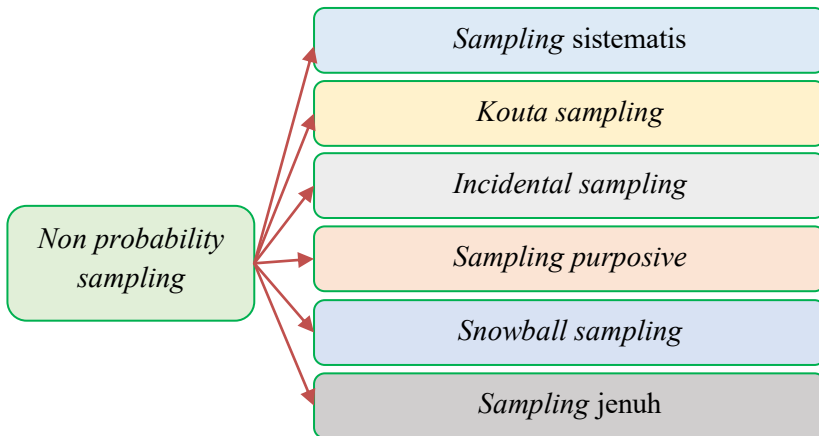 Sampling sistematis
Kouta sampling
Incidental sampling
Non probability
sampling
Sampling purposive
Snowball sampling
Sampling jenuh